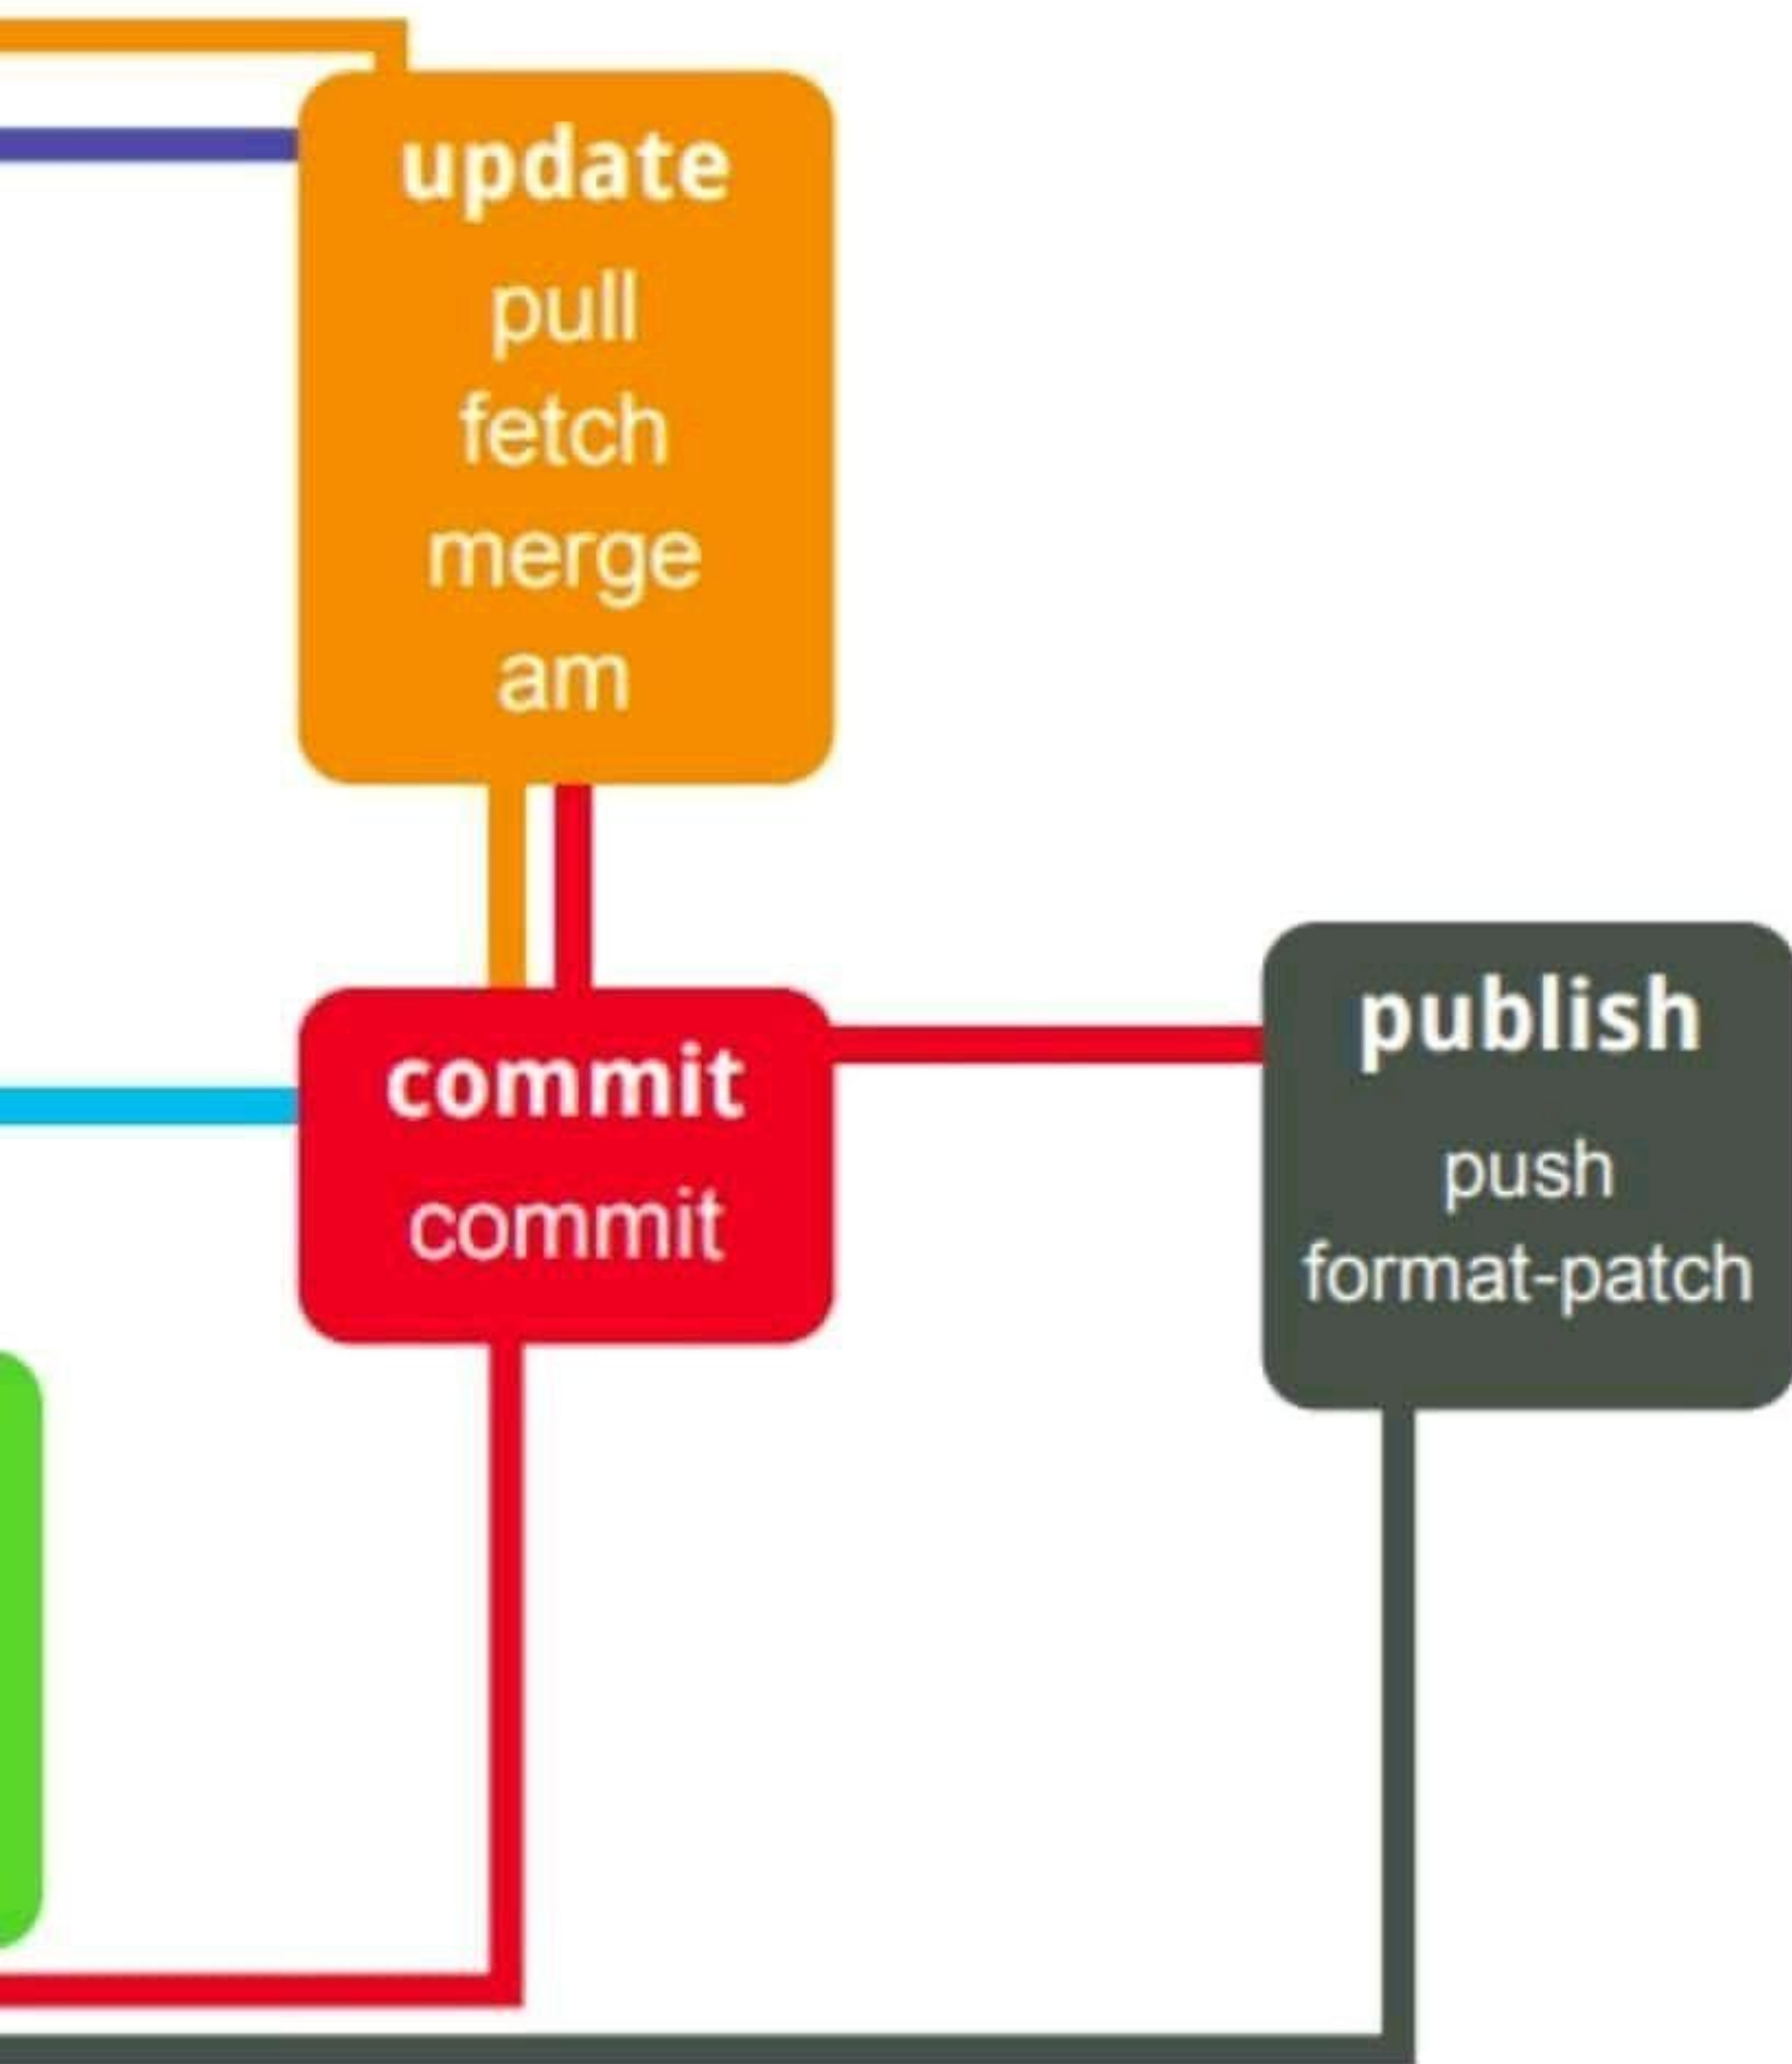 update
pull
fetch
merge
am
commit
commit
publish
push
format-patch